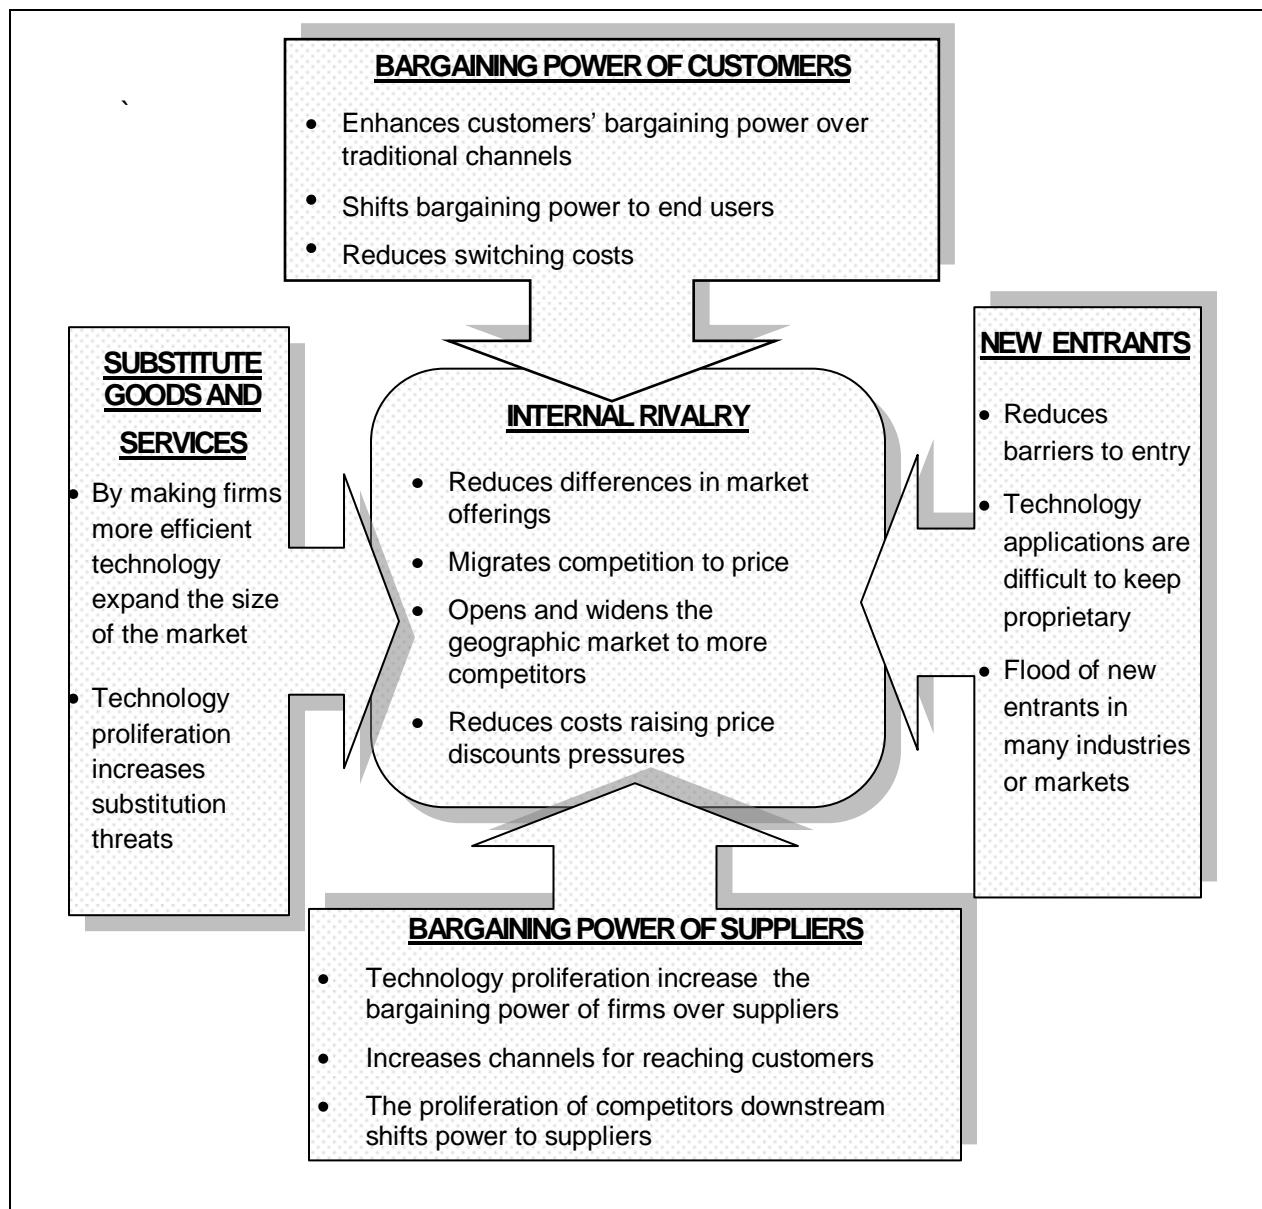 BARGAINING POWER OF CUSTOMERS
`
• Enhances customers’ bargaining power over
traditional channels
• Shifts bargaining power to end users
• Reduces switching costs
SUBSTITUTE
GOODS AND
SERVICES
• By making firms
more efficient
technology
expand the size
of the market
• Technology
proliferation
increases
substitution
threats
INTERNAL RIVALRY
• Reduces differences in market
offerings
• Migrates competition to price
• Opens and widens the
geographic market to more
competitors
• Reduces costs raising price
discounts pressures
NEW ENTRANTS
• Reduces
barriers to entry
• Technology
applications are
difficult to keep
proprietary
• Flood of new
entrants in
many industries
or markets
BARGAINING POWER OF SUPPLIERS
• Technology proliferation increase the
bargaining power of firms over suppliers
• Increases channels for reaching customers
• The proliferation of competitors downstream
shifts power to suppliers